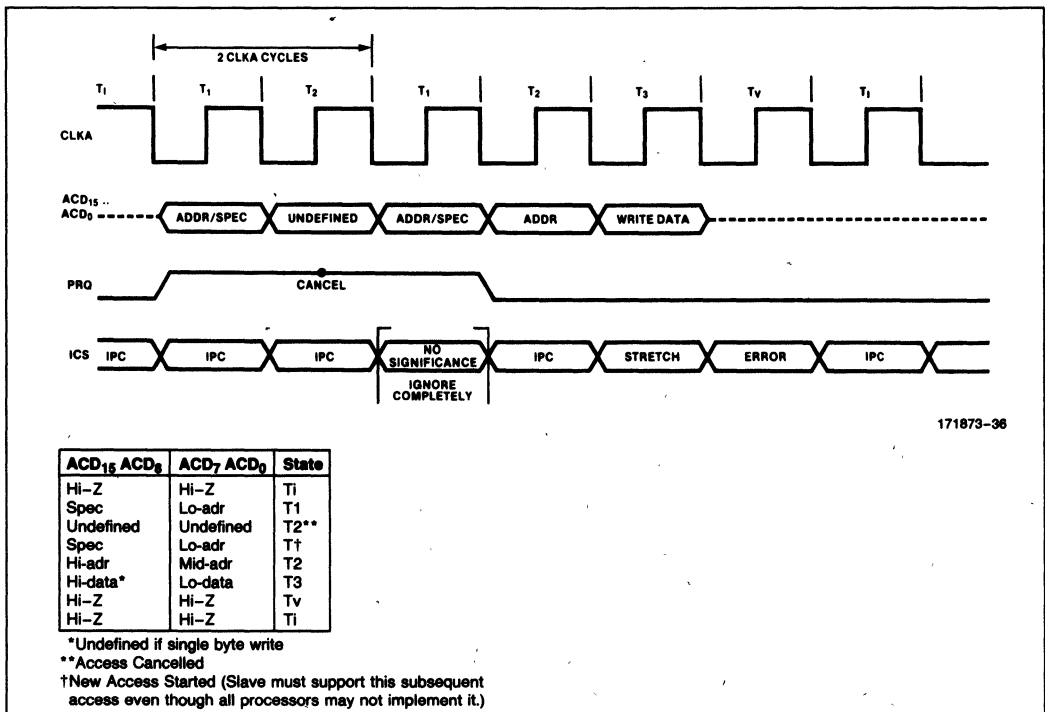 2 CLKA CYCLES
TI T1 T2 T1 T2 T3 TV TI
CLKA
ACD15 ..
ACD0 ADDR/SPEC UNDEFINED ADDR/SPEC ADDR WRITE DATA
PRQ CANCEL
ICS IPC IPC IPC NO SIGNIFICANCE IPC STRETCH ERROR IPC
IGNORE
COMPLETELY
171873–36
ACD15 ACD8 ACD7 ACD0 State
Hi–Z Hi–Z Ti
Spec Lo-adr T1
Undefined Undefined T2**
Spec Lo-adr T†
Hi-adr Mid-adr T2
Hi-data* Lo-data T3
Hi–Z Hi–Z Tv
Hi–Z Hi–Z Ti
*Undefined if single byte write
**Access Cancelled
†New Access Started (Slave must support this subsequent
access even though all processors may not implement it.)